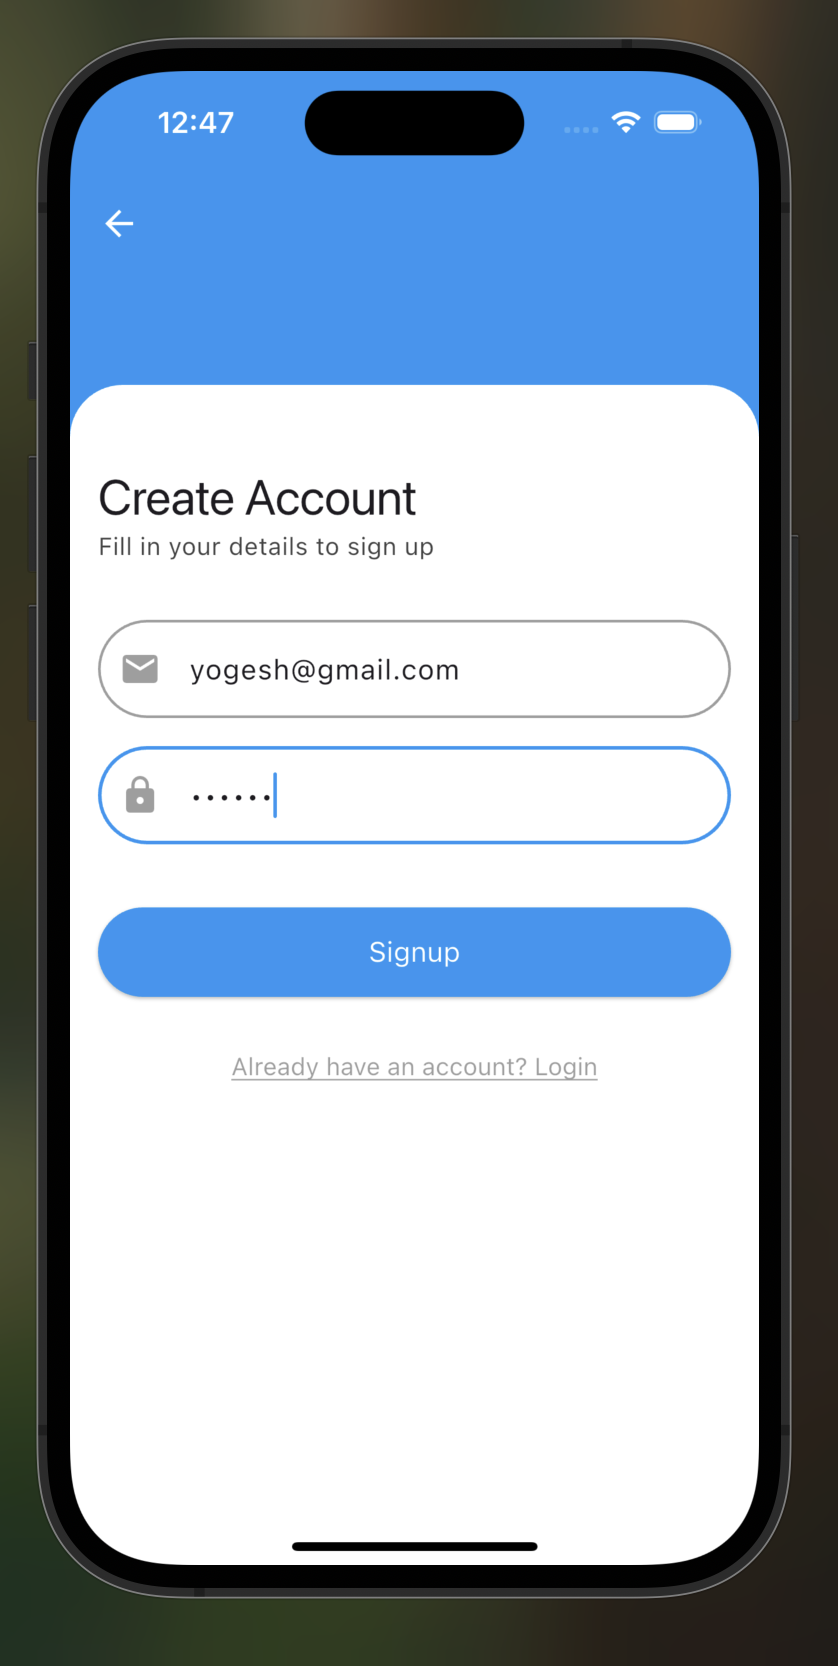 12:47
Create Account
Fill in your details to sign up
yogesh@gmail.com
••••••
Signup
Already have an account? Login